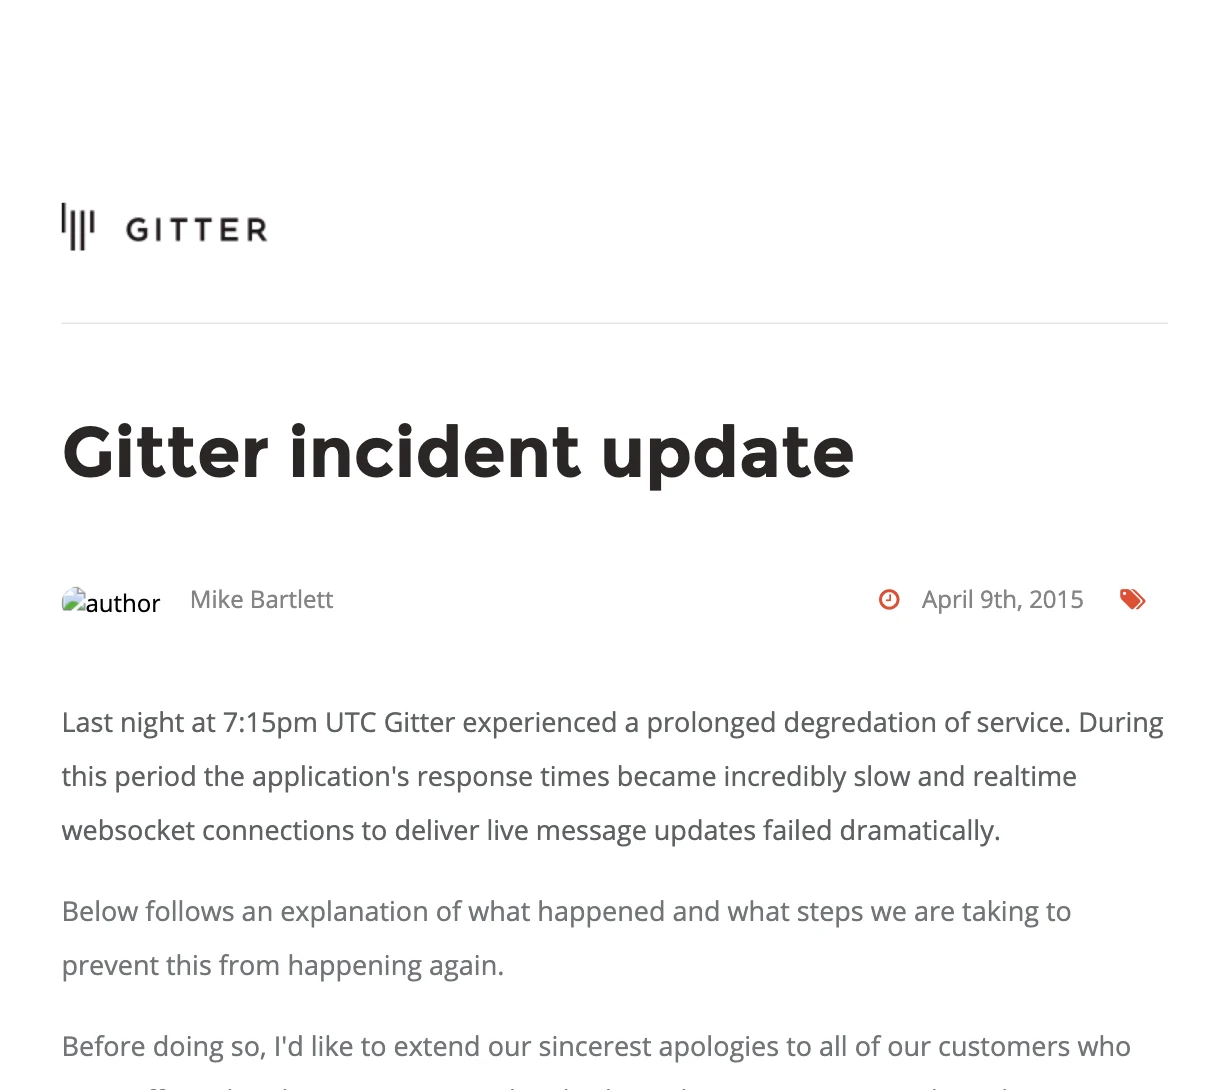 GITTER
Gitter incident update
author Mike Bartlett April 9th, 2015
Last night at 7:15pm UTC Gitter experienced a prolonged degredation of service. During
this period the application's response times became incredibly slow and realtime
websocket connections to deliver live message updates failed dramatically.
Below follows an explanation of what happened and what steps we are taking to
prevent this from happening again.
Before doing so, I'd like to extend our sincerest apologies to all of our customers who